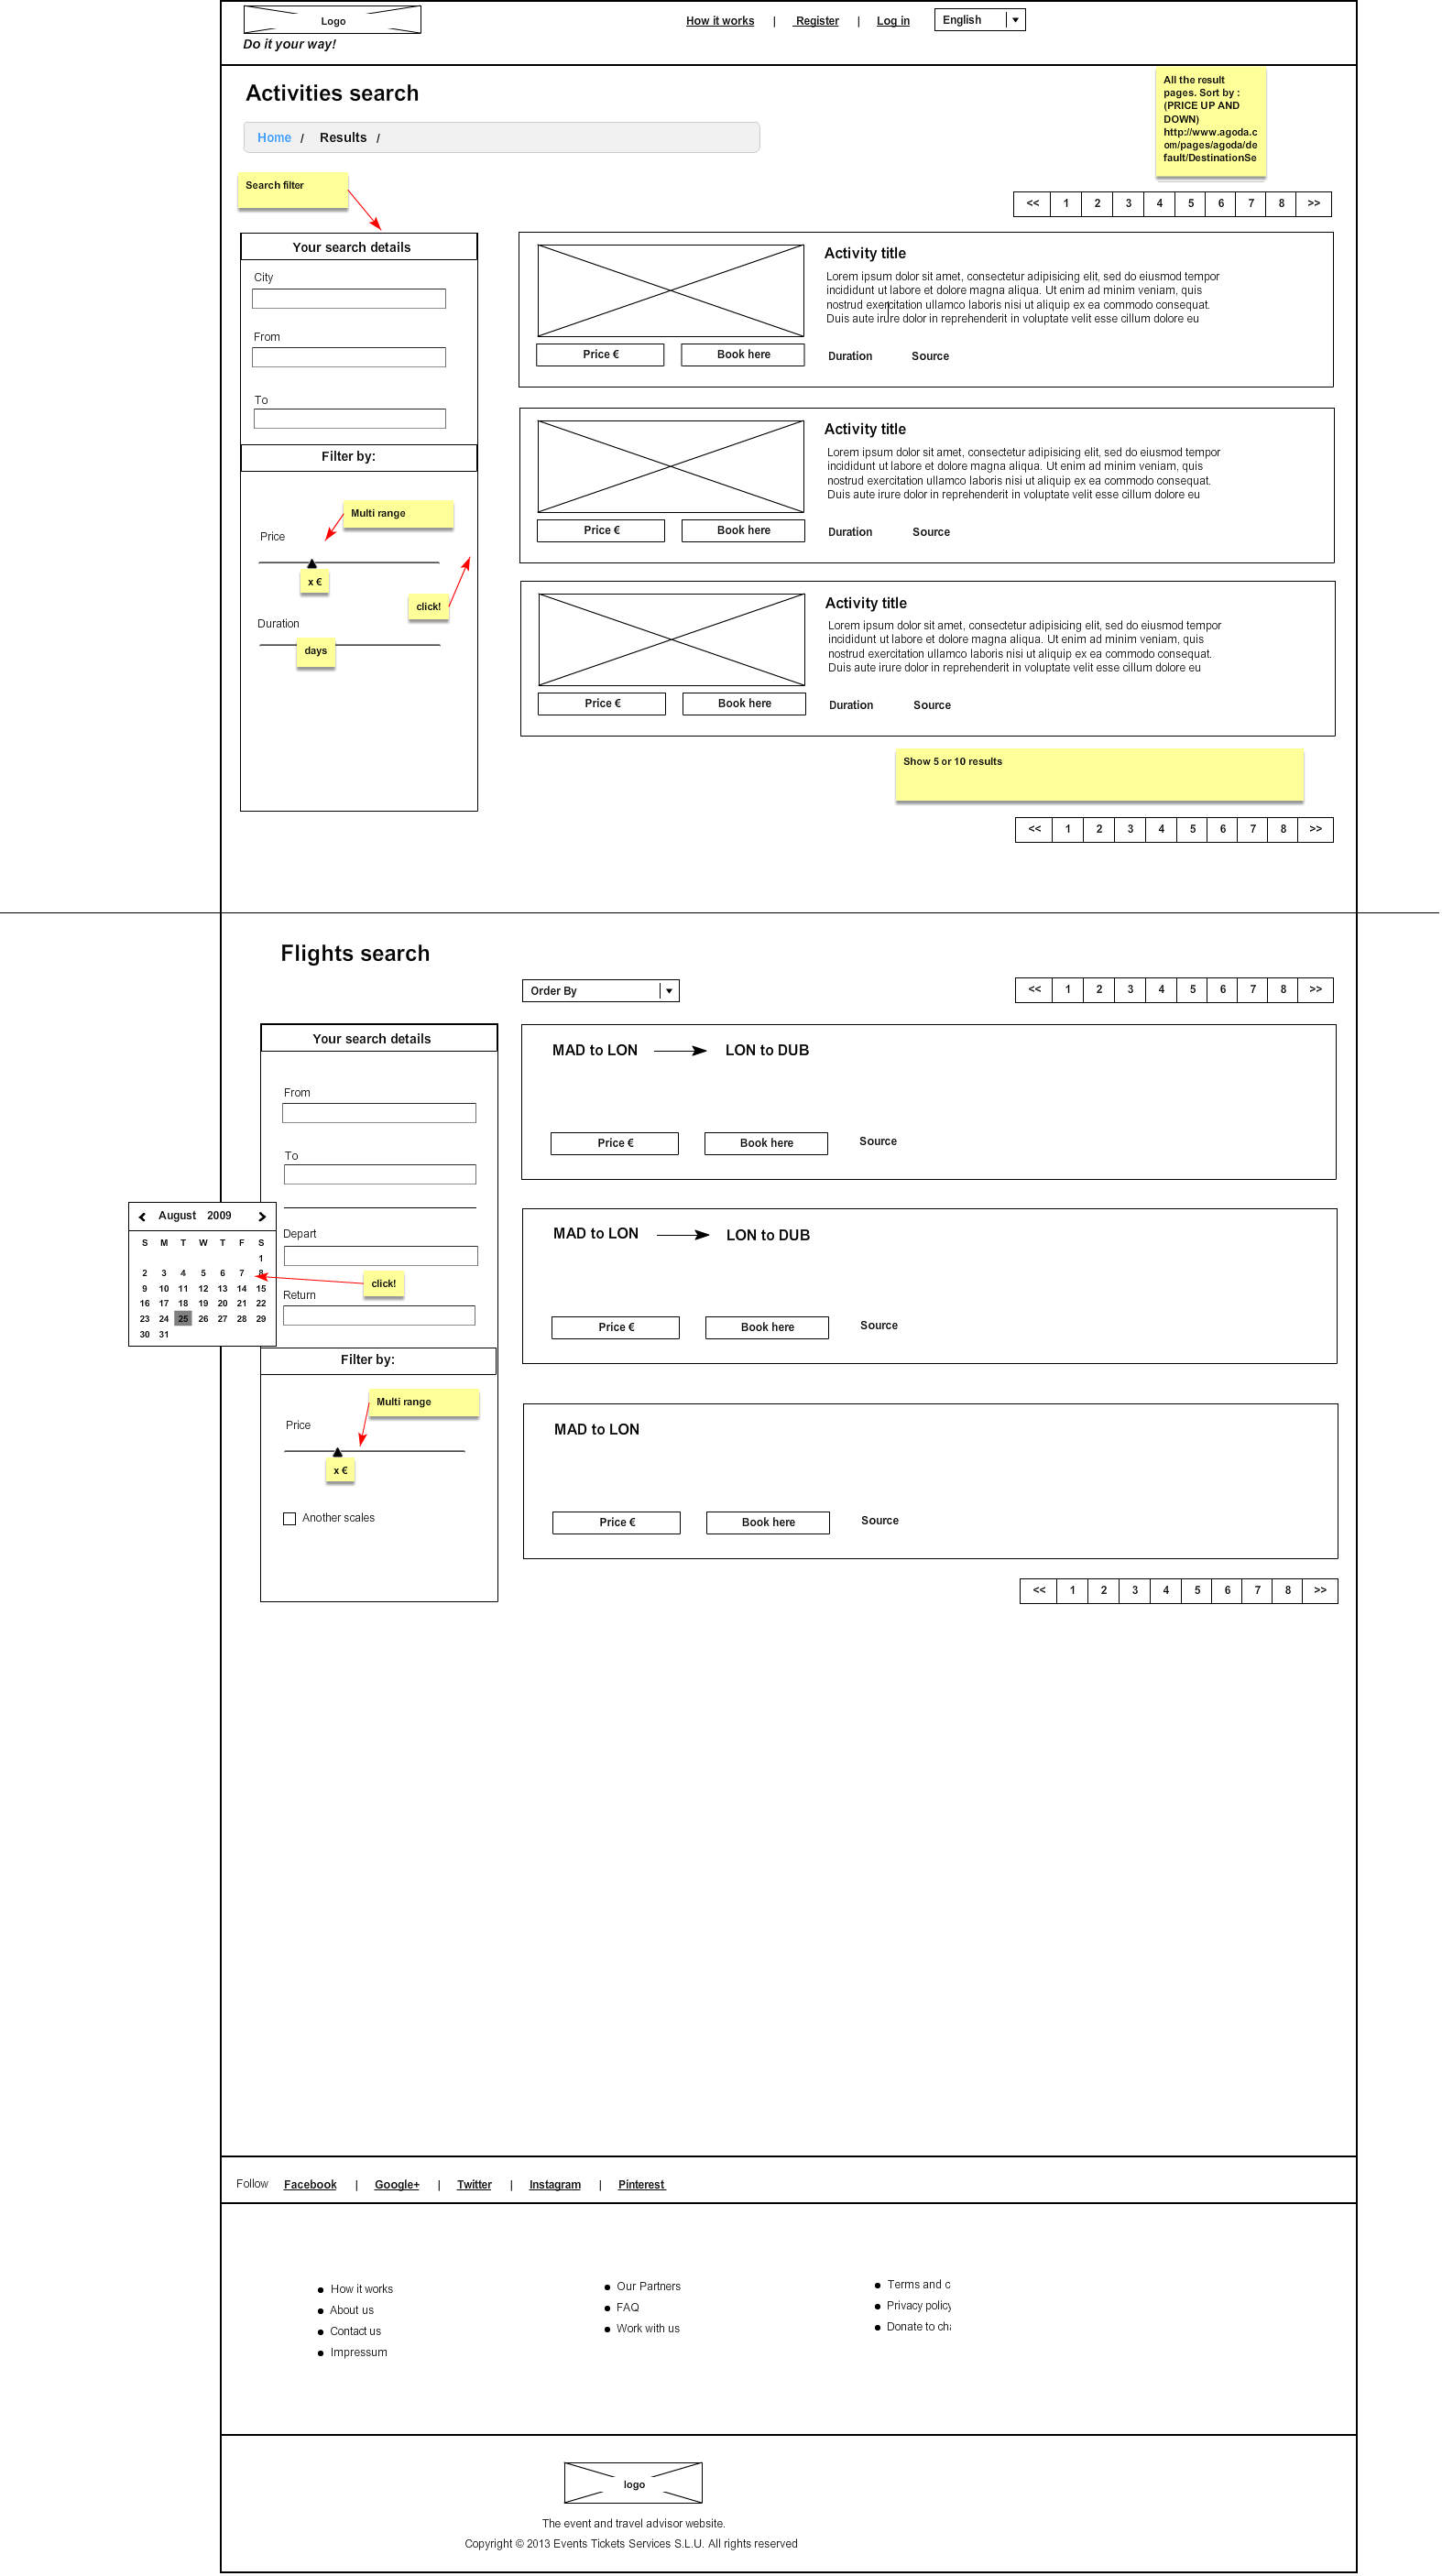 Logo
Do it your way!
How it works | Register | Log in English
Activities search
All the result
pages. Sort by :
(PRICE UP AND
DOWN)
http://www.agoda.c
om/pages/agoda/de
fault/DestinationSe
Home / Results /
Search filter
<< 1 2 3 4 5 6 7 8 >>
Your search details
City
From
To
Filter by:
Multi range
Price
x €
click!
Duration
days
Activity title
Lorem ipsum dolor sit amet, consectetur adipisicing elit, sed do eiusmod tempor
incididunt ut labore et dolore magna aliqua. Ut enim ad minim veniam, quis
nostrud exercitation ullamco laboris nisi ut aliquip ex ea commodo consequat.
Duis aute irure dolor in reprehenderit in voluptate velit esse cillum dolore eu
Price € Book here Duration Source
Activity title
Lorem ipsum dolor sit amet, consectetur adipisicing elit, sed do eiusmod tempor
incididunt ut labore et dolore magna aliqua. Ut enim ad minim veniam, quis
nostrud exercitation ullamco laboris nisi ut aliquip ex ea commodo consequat.
Duis aute irure dolor in reprehenderit in voluptate velit esse cillum dolore eu
Price € Book here Duration Source
Activity title
Lorem ipsum dolor sit amet, consectetur adipisicing elit, sed do eiusmod tempor
incididunt ut labore et dolore magna aliqua. Ut enim ad minim veniam, quis
nostrud exercitation ullamco laboris nisi ut aliquip ex ea commodo consequat.
Duis aute irure dolor in reprehenderit in voluptate velit esse cillum dolore eu
Price € Book here Duration Source
Show 5 or 10 results
<< 1 2 3 4 5 6 7 8 >>
Flights search
Order By
<< 1 2 3 4 5 6 7 8 >>
Your search details
From
To
Depart
click!
Return
August 2009
S M T W T F S
1
2 3 4 5 6 7 8
9 10 11 12 13 14 15
16 17 18 19 20 21 22
23 24 25 26 27 28 29
30 31
Filter by:
Multi range
Price
x €
Another scales
MAD to LON LON to DUB
Price € Book here Source
MAD to LON LON to DUB
Price € Book here Source
MAD to LON
Price € Book here Source
<< 1 2 3 4 5 6 7 8 >>
Follow Facebook | Google+ | Twitter | Instagram | Pinterest
How it works
About us
Contact us
Impressum
Our Partners
FAQ
Work with us
Terms and c
Privacy policy
Donate to cha
logo
The event and travel advisor website.
Copyright © 2013 Events Tickets Services S.L.U. All rights reserved